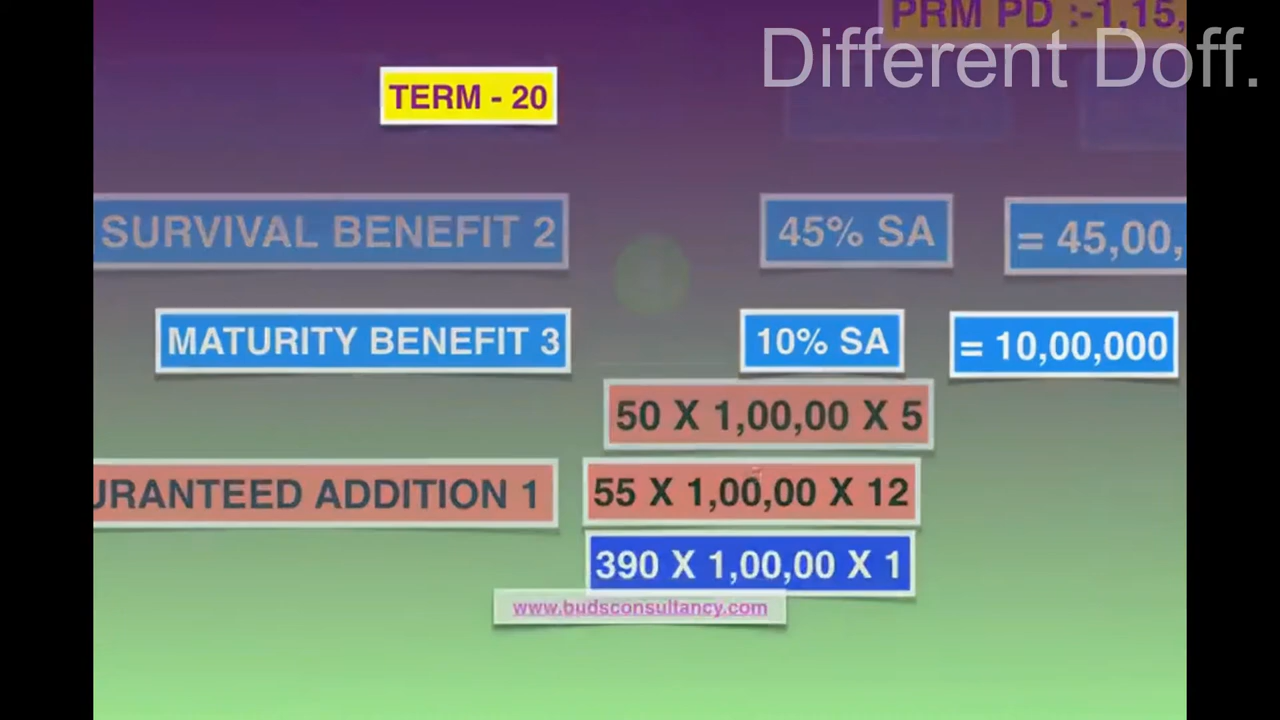 PRM PD :-1,15,
Different Doff.
TERM - 20
SURVIVAL BENEFIT 2 45% SA = 45,00,
MATURITY BENEFIT 3 10% SA = 10,00,000
50 X 1,00,00 X 5
URANTEED ADDITION 1 55 X 1,00,00 X 12
390 X 1,00,00 X 1
www.budsconsultancy.com